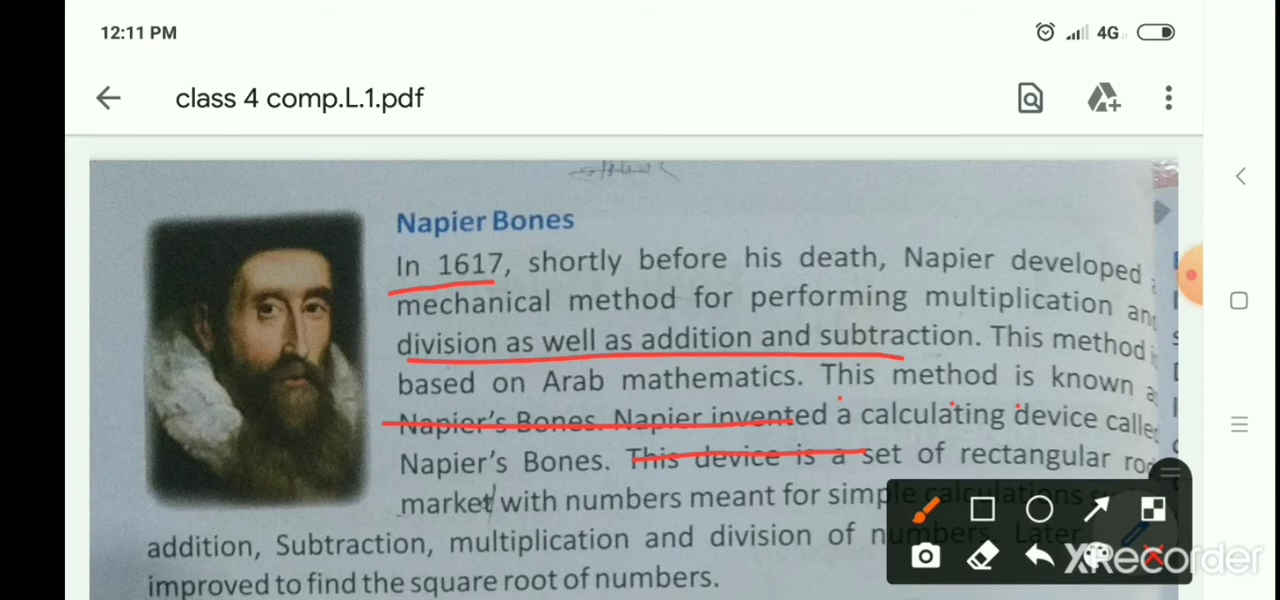 12:11 PM
4G
class 4 comp.L.1.pdf
Napier Bones
In 1617, shortly before his death, Napier developed
mechanical method for performing multiplication
division as well as addition and subtraction. This method
based on Arab mathematics. This method is known
Napier's Bones. Napier invented a calculating device
Napier's Bones. This device is a set of rectangular
market with numbers meant for simple calculations
addition, Subtraction, multiplication and division of numbers. Later
improved to find the square root of numbers.
XRecorder